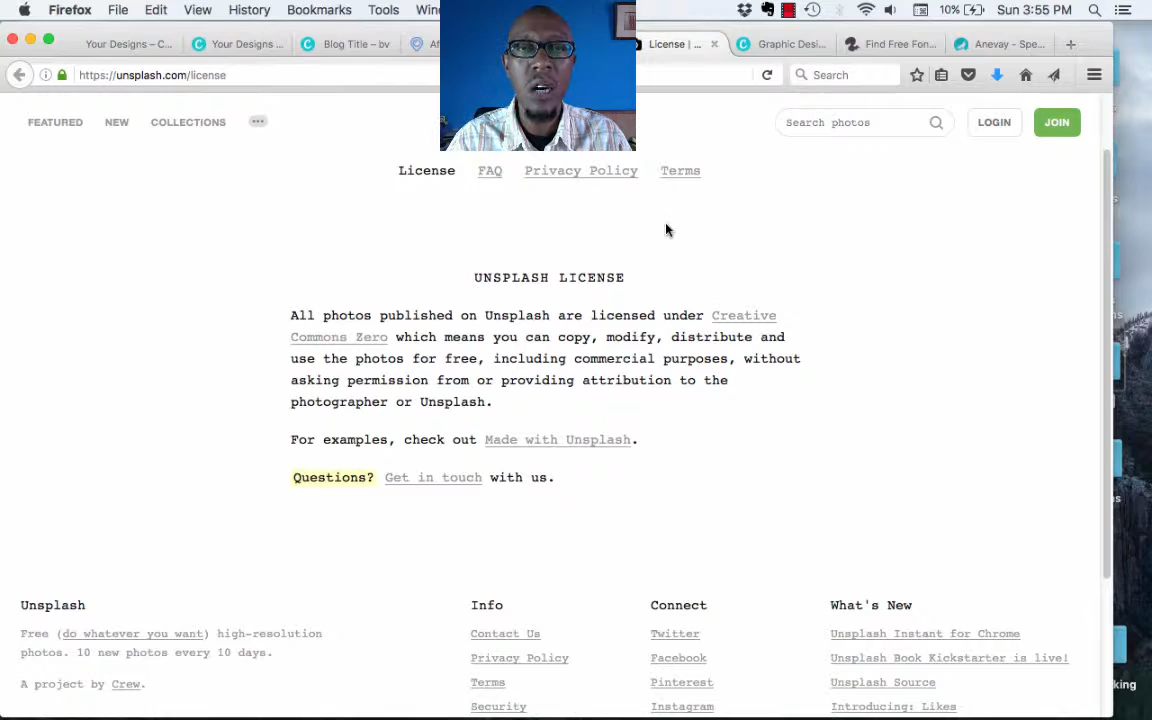 Firefox File Edit View History Bookmarks Tools 10% Sun 3:55 PM
Your Designs – C... Your Designs ... Blog Title – bv License | ... Graphic Desi... Find Free Fon... Anevay - Spe...
https://unsplash.com/license Search
FEATURED NEW COLLECTIONS Search photos LOGIN JOIN
License FAQ Privacy Policy Terms
UNSPLASH LICENSE
All photos published on Unsplash are licensed under Creative
Commons Zero which means you can copy, modify, distribute and
use the photos for free, including commercial purposes, without
asking permission from or providing attribution to the
photographer or Unsplash.
For examples, check out Made with Unsplash.
Questions? Get in touch with us.
Unsplash Info Connect What's New
Free (do whatever you want) high-resolution Contact Us Twitter Unsplash Instant for Chrome
photos. 10 new photos every 10 days. Privacy Policy Facebook Unsplash Book Kickstarter is live!
A project by Crew. Terms Pinterest Unsplash Source
Security Instagram Introducing: Likes